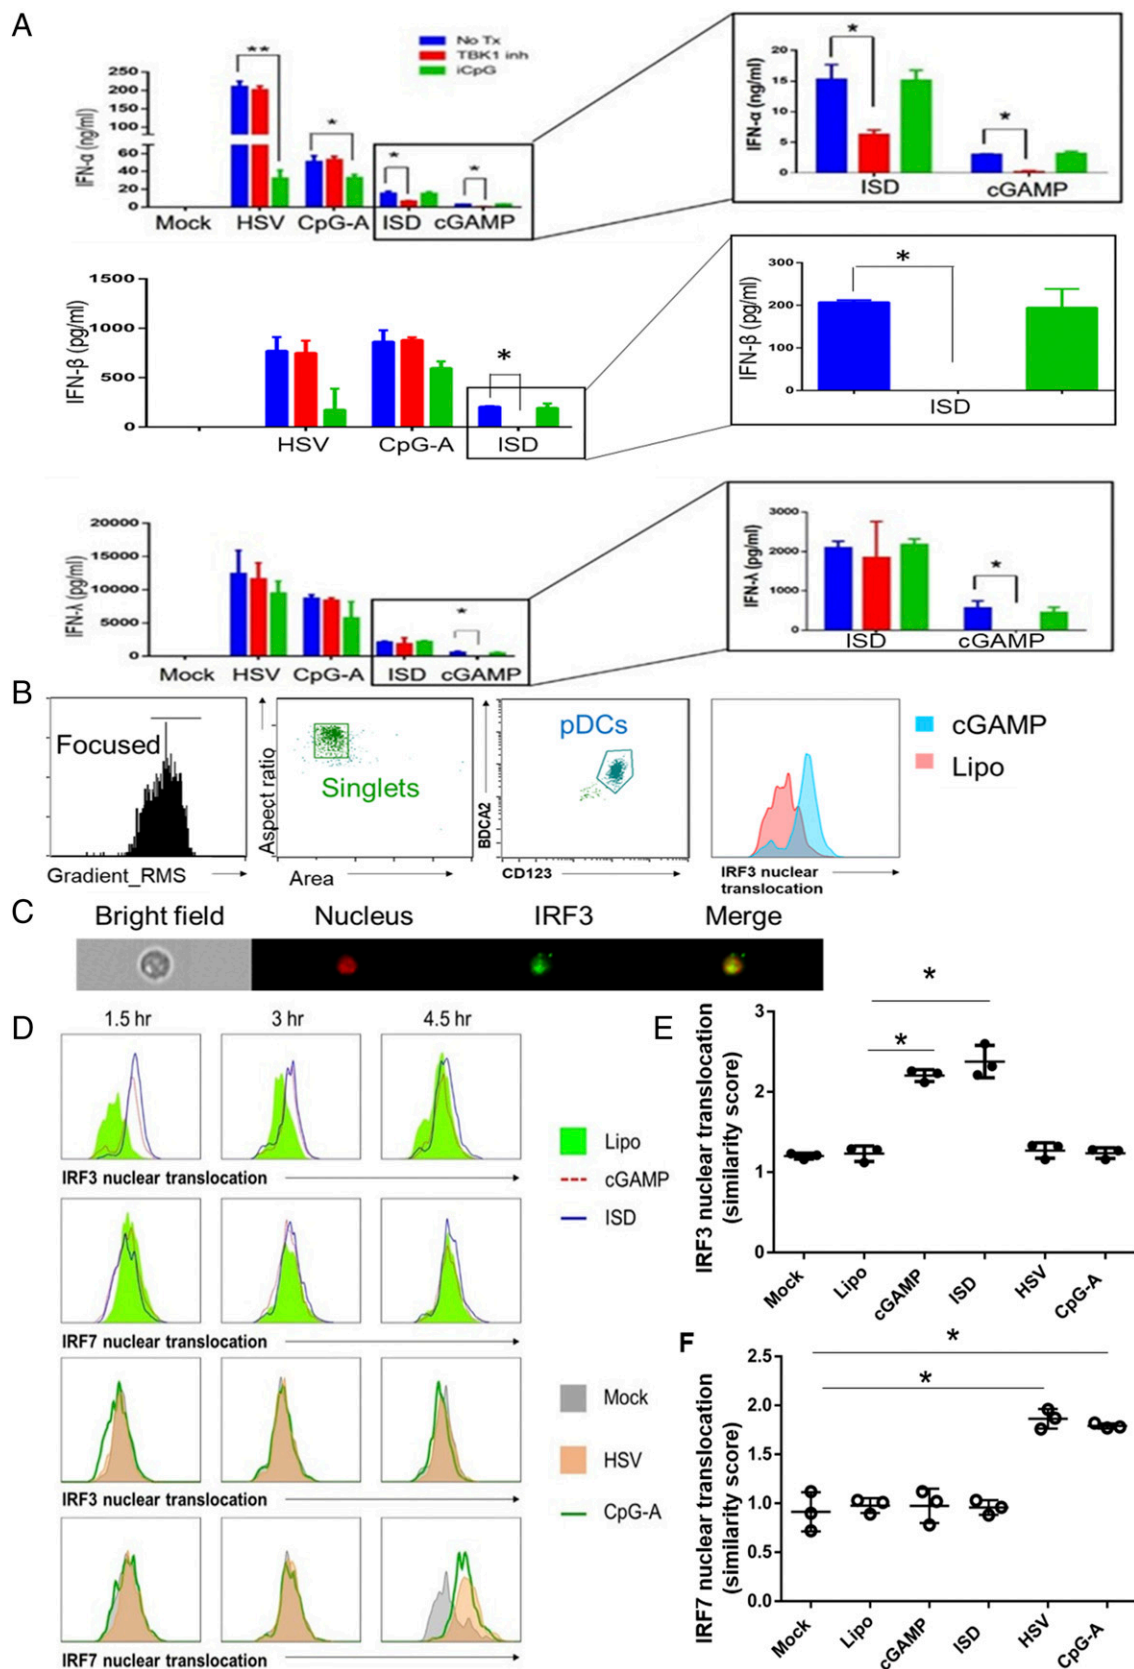 A
No Tx
TBK1 inh
iCpG
IFN-α (ng/ml)
250
200
150
100
60
40
20
0
**
*
*
*
Mock HSV CpG-A ISD cGAMP
IFN-α (ng/ml)
20
15
10
5
0
*
*
ISD cGAMP
IFN-β (pg/ml)
1500
1000
500
0
*
HSV CpG-A ISD
IFN-β (pg/ml)
300
200
100
0
*
ISD
IFN-λ (pg/ml)
20000
15000
10000
5000
0
*
Mock HSV CpG-A ISD cGAMP
IFN-λ (pg/ml)
3000
2000
1000
0
*
ISD cGAMP
B
Focused
Gradient_RMS
Aspect ratio
Singlets
Area
BDCA2
pDCs
CD123
IRF3 nuclear
translocation
cGAMP
Lipo
C
Bright field Nucleus IRF3 Merge
D
1.5 hr 3 hr 4.5 hr
IRF3 nuclear translocation
IRF7 nuclear translocation
Lipo
cGAMP
ISD
IRF3 nuclear translocation
IRF7 nuclear translocation
Mock
HSV
CpG-A
E
IRF3 nuclear translocation
(similarity score)
3
2
1
0
*
*
Mock Lipo cGAMP ISD HSV CpG-A
F
IRF7 nuclear translocation
(similarity score)
2.5
2.0
1.5
1.0
0.5
0.0
*
*
Mock Lipo cGAMP ISD HSV CpG-A